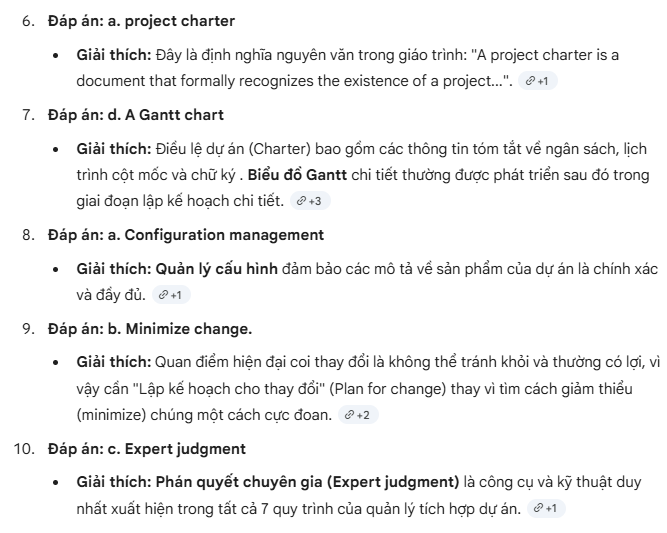 6. Đáp án: a. project charter
• Giải thích: Đây là định nghĩa nguyên văn trong giáo trình: "A project charter is a
document that formally recognizes the existence of a project...". +1
7. Đáp án: d. A Gantt chart
• Giải thích: Điều lệ dự án (Charter) bao gồm các thông tin tóm tắt về ngân sách, lịch
trình cột mốc và chữ ký . Biểu đồ Gantt chi tiết thường được phát triển sau đó trong
giai đoạn lập kế hoạch chi tiết. +3
8. Đáp án: a. Configuration management
• Giải thích: Quản lý cấu hình đảm bảo các mô tả về sản phẩm của dự án là chính xác
và đầy đủ. +1
9. Đáp án: b. Minimize change.
• Giải thích: Quan điểm hiện đại coi thay đổi là không thể tránh khỏi và thường có lợi, vì
vậy cần "Lập kế hoạch cho thay đổi" (Plan for change) thay vì tìm cách giảm thiểu
(minimize) chúng một cách cực đoan. +2
10. Đáp án: c. Expert judgment
• Giải thích: Phán quyết chuyên gia (Expert judgment) là công cụ và kỹ thuật duy
nhất xuất hiện trong tất cả 7 quy trình của quản lý tích hợp dự án. +1